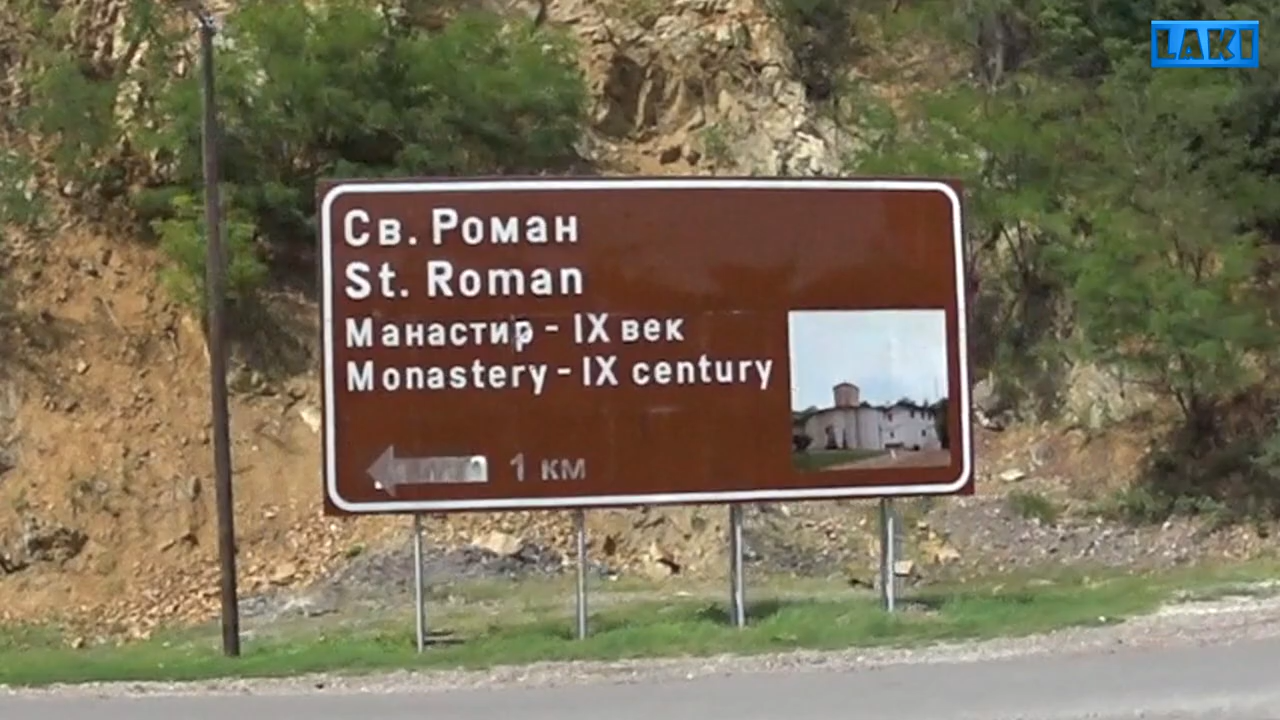 LAKI
Св. Роман
St. Roman
Манастир - IX век
Monastery - IX century
1 км